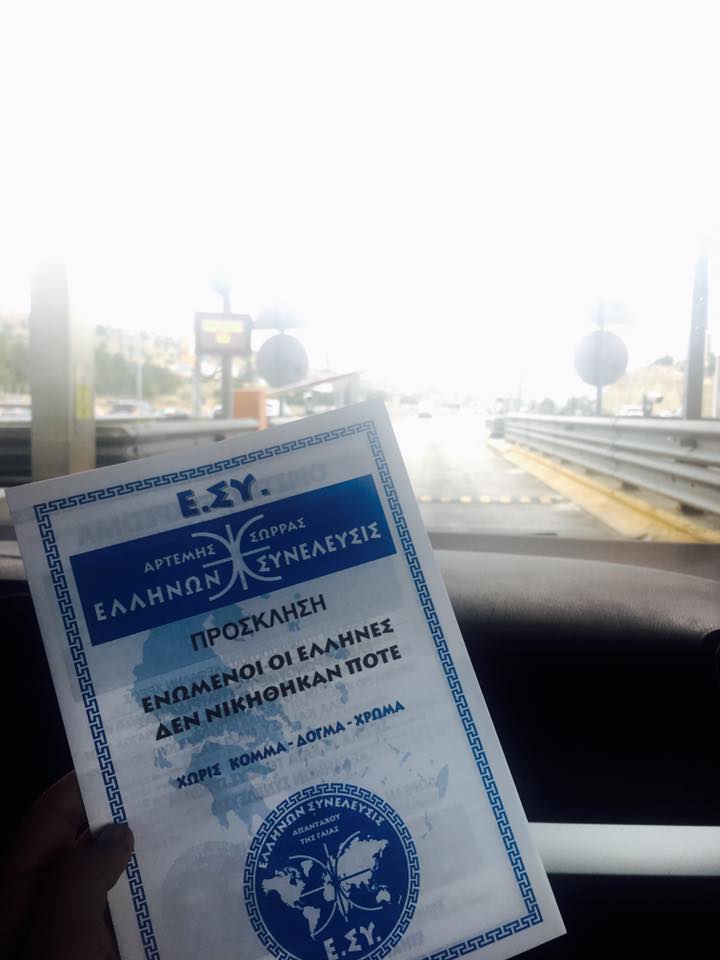 Ε.ΣΥ.
ΑΡΤΕΜΗΣ ΣΩΡΡΑΣ
ΕΛΛΗΝΩΝ ΣΥΝΕΛΕΥΣΙΣ
ΠΡΟΣΚΛΗΣΗ
ΕΝΩΜΕΝΟΙ ΟΙ ΕΛΛΗΝΕΣ
ΔΕΝ ΝΙΚΗΘΗΚΑΝ ΠΟΤΕ
ΧΩΡΙΣ ΚΟΜΜΑ - ΔΟΓΜΑ - ΧΡΩΜΑ
ΕΛΛΗΝΩΝ ΣΥΝΕΛΕΥΣΙΣ
ΑΠΑΝΤΑΧΟΥ
ΤΗΣ ΓΑΙΑΣ
Ε.ΣΥ.